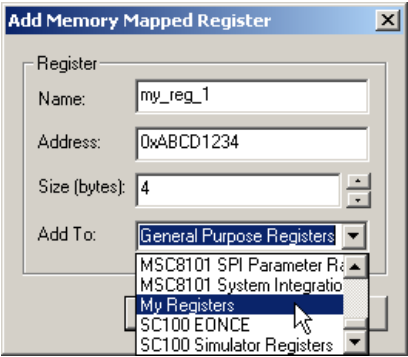 Add Memory Mapped Register
Register
Name: my_reg_1
Address: 0xABCD1234
Size (bytes): 4
Add To: General Purpose Registers
MSC8101 SPI Parameter Ra
MSC8101 System Integratio
My Registers
SC100 EONCE
SC100 Simulator Registers